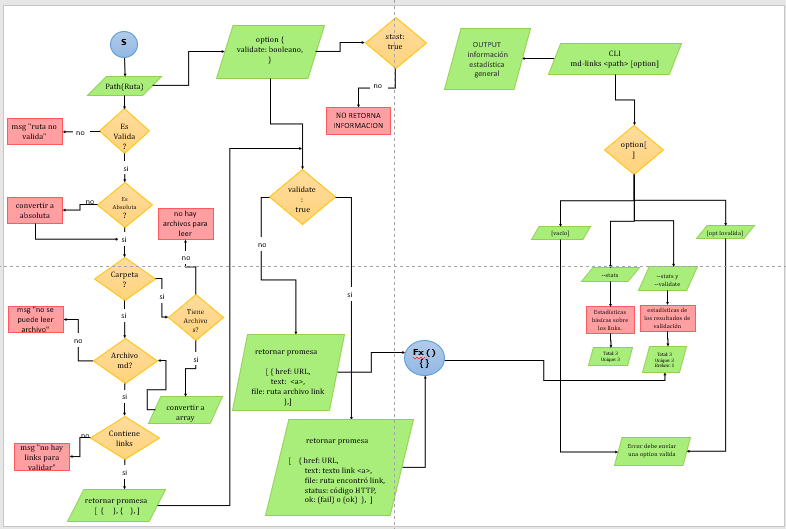 S
Path(Ruta)
Es
Valida
?
no
msg "ruta no
valida"
si
Es
Absoluta
?
no
convertir a
absoluta
si
Carpeta
?
si
no hay
archivos para
leer
no
Tiene
Archivo
s?
si
convertir a
array
si
Archivo
md?
no
msg "no se
puede leer
archivo"
si
Contiene
links
no
msg "no hay
links para
validar"
si
retornar promesa
[ { }, { }, ]
option {
validate: booleano,
}
stast:
true
no
NO RETORNA
INFORMACION
validate
:
true
no
si
retornar promesa
[ { href: URL,
text: <a>,
file: ruta archivo link
},]
retornar promesa
[ { href: URL,
text: texto link <a>,
file: ruta encontró link,
status: código HTTP,
ok: (fail) o (ok) }, ]
Fx ( )
{ }
OUTPUT
información
estadística
general
CLI
md-links <path> [option]
option[
]
[vacio]
--stats
--stats y
--validate
[opt invalida]
Estadísticas
básicas sobre
los links.
estadísticas de
los resultados de
validación
Total: 3
Unique: 3
Total: 3
Unique: 3
Broken: 1
Error debe enviar
una option valida